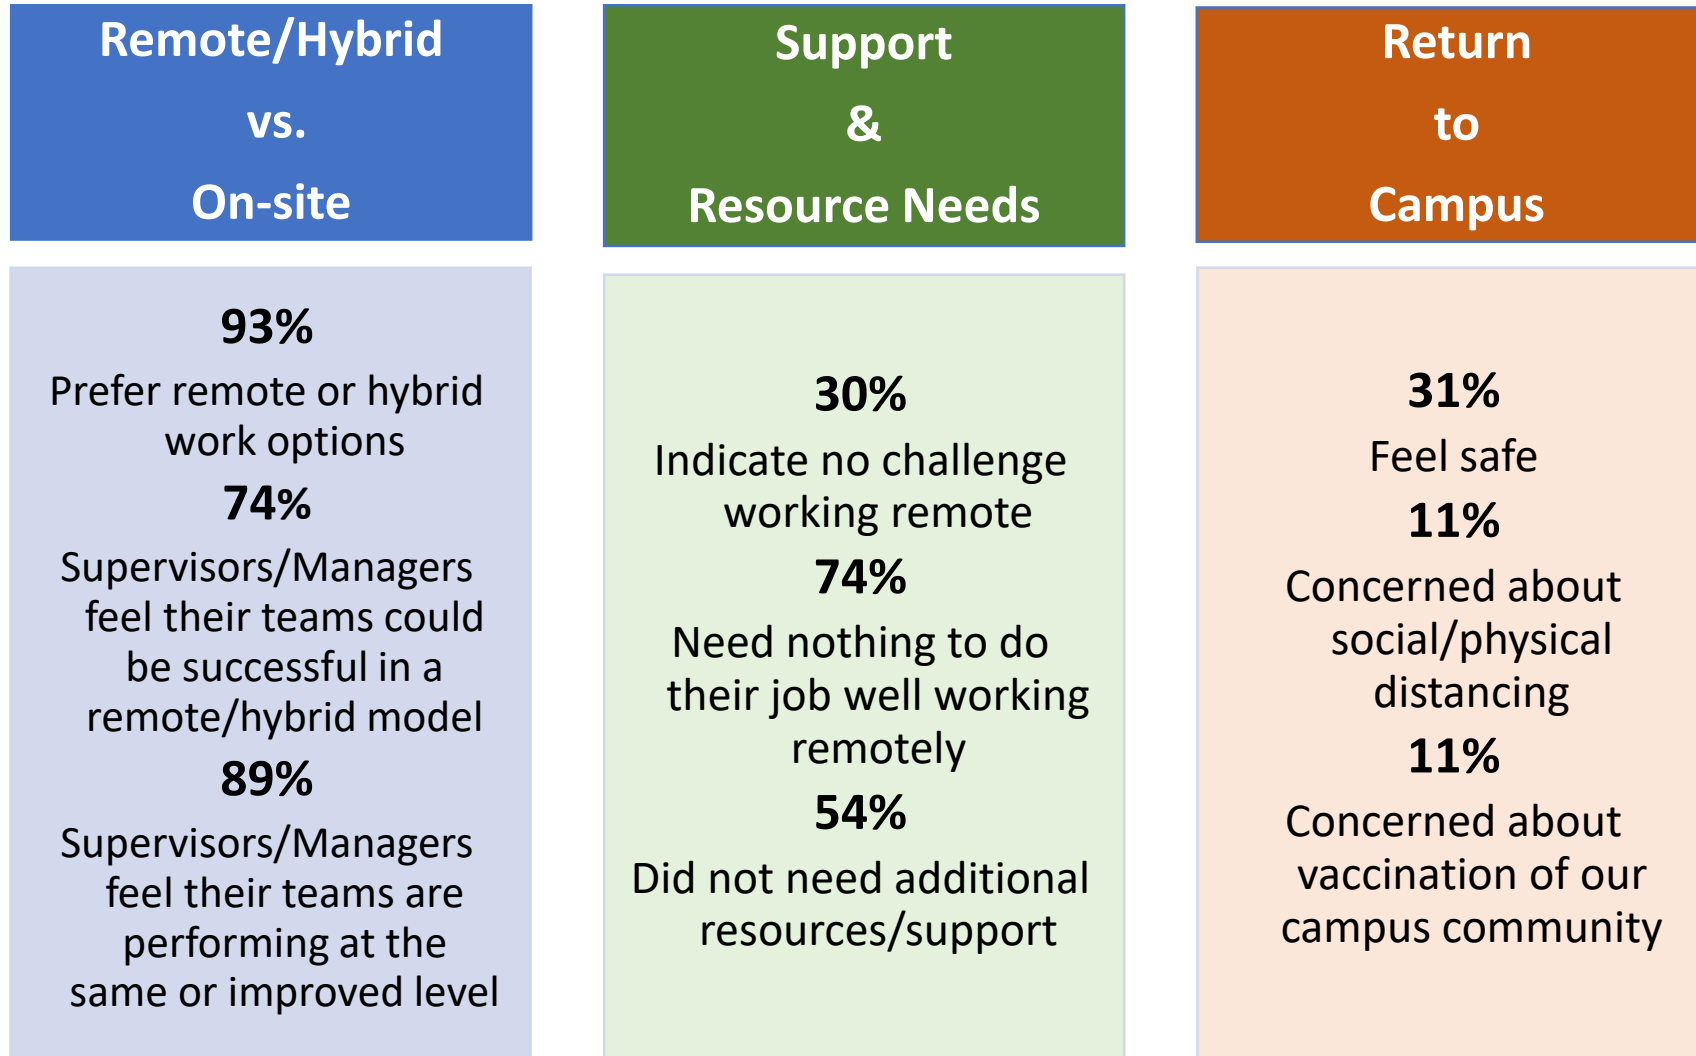 Remote/Hybrid
vs.
On-site
93%
Prefer remote or hybrid
work options
74%
Supervisors/Managers
feel their teams could
be successful in a
remote/hybrid model
89%
Supervisors/Managers
feel their teams are
performing at the
same or improved level
Support
&
Resource Needs
30%
Indicate no challenge
working remote
74%
Need nothing to do
their job well working
remotely
54%
Did not need additional
resources/support
Return
to
Campus
31%
Feel safe
11%
Concerned about
social/physical
distancing
11%
Concerned about
vaccination of our
campus community